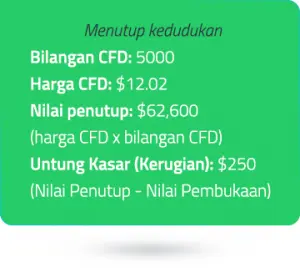 Menutup kedudukan
Bilangan CFD: 5000
Harga CFD: $12.02
Nilai penutup: $62,600
(harga CFD x bilangan CFD)
Untung Kasar (Kerugian): $250
(Nilai Penutup - Nilai Pembukaan)